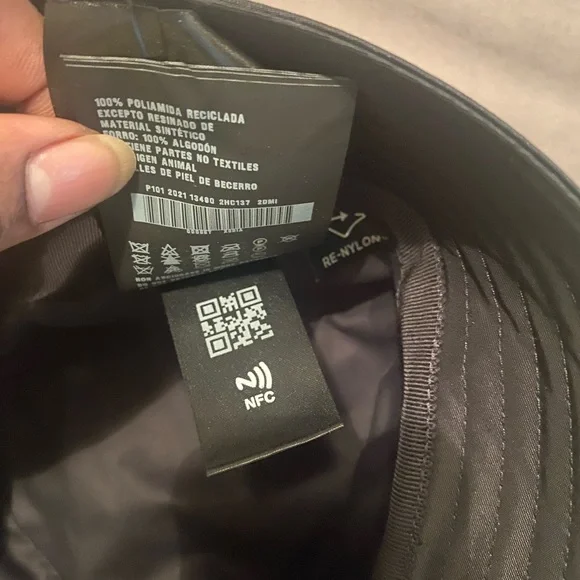 100% POLIAMIDA RECICLADA
EXCEPTO RESINADO DE
MATERIAL SINTÉTICO
FORRO: 100% ALGODÓN
TIENE PARTES NO TEXTILES
ORIGEN ANIMAL
DE PIEL DE BECERRO
P101 2021 13490 2HC137 2DMI
RE-NYLON
NFC